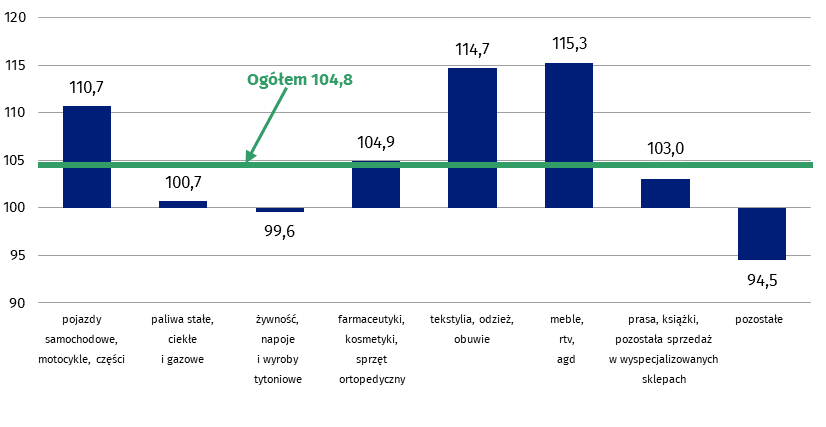 120
115
110
105
100
95
90
Ogółem 104,8
110,7
100,7
99,6
104,9
114,7
115,3
103,0
94,5
pojazdy
samochodowe,
motocykle, części
paliwa stałe,
ciekłe
i gazowe
żywność,
napoje
i wyroby
tytoniowe
farmaceutyki,
kosmetyki,
sprzęt
ortopedyczny
tekstylia, odzież,
obuwie
meble,
rtv,
agd
prasa, książki,
pozostała sprzedaż
w wyspecjalizowanych
sklepach
pozostałe